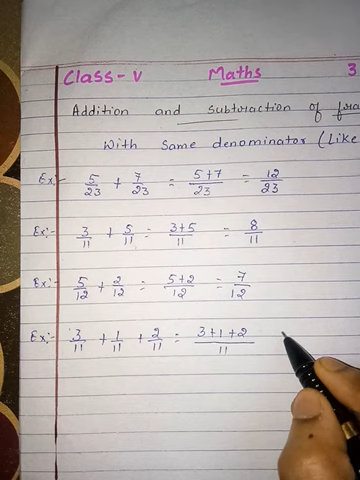 Class-V Maths 3
Addition and subtraction of fra
With same denominator (Like
Ex:- 5/23 + 7/23 = 5+7/23 = 12/23
Ex:- 3/11 + 5/11 = 3+5/11 = 8/11
Ex:- 5/12 + 2/12 = 5+2/12 = 7/12
Ex:- 3/11 + 1/11 + 2/11 = 3+1+2/11